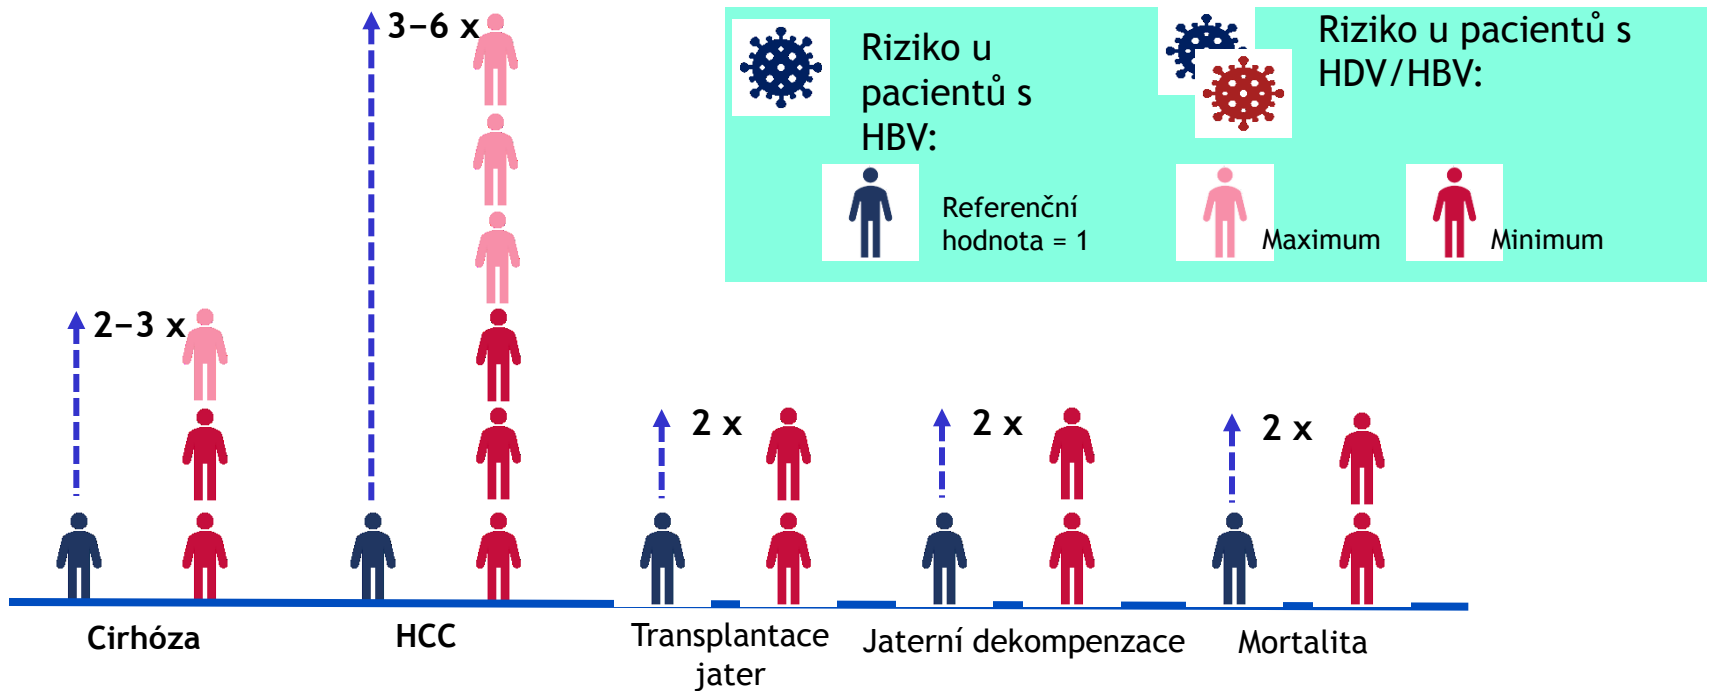 3–6 x
Riziko u
pacientů s
HBV:
Riziko u pacientů s
HDV/HBV:
Referenční
hodnota = 1
Maximum
Minimum
2–3 x
2 x
2 x
2 x
Cirhóza
HCC
Transplantace
jater
Jaterní dekompenzace
Mortalita